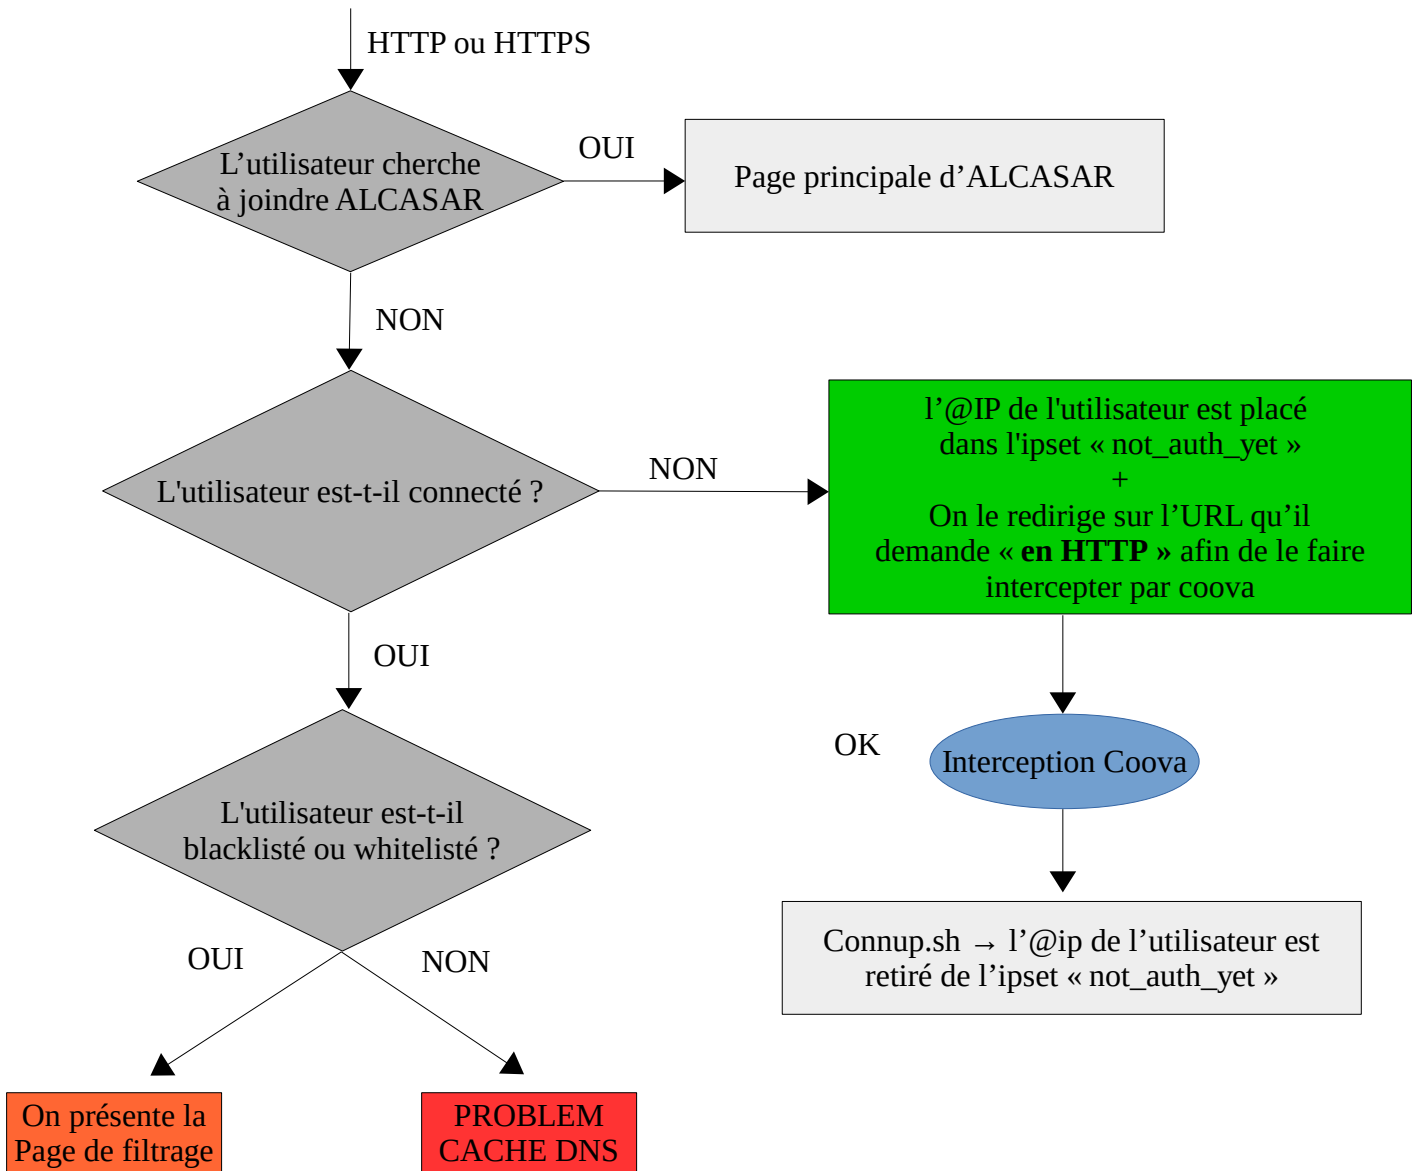 HTTP ou HTTPS
L’utilisateur cherche
à joindre ALCASAR
OUI
Page principale d’ALCASAR
NON
L'utilisateur est-t-il connecté ?
NON
l’@IP de l'utilisateur est placé
dans l'ipset « not_auth_yet »
+
On le redirige sur l’URL qu’il
demande « en HTTP » afin de le faire
intercepter par coova
OUI
OK
Interception Coova
L'utilisateur est-t-il
blacklisté ou whitelisté ?
Connup.sh → l’@ip de l’utilisateur est
retiré de l’ipset « not_auth_yet »
OUI
NON
On présente la
Page de filtrage
PROBLEM
CACHE DNS